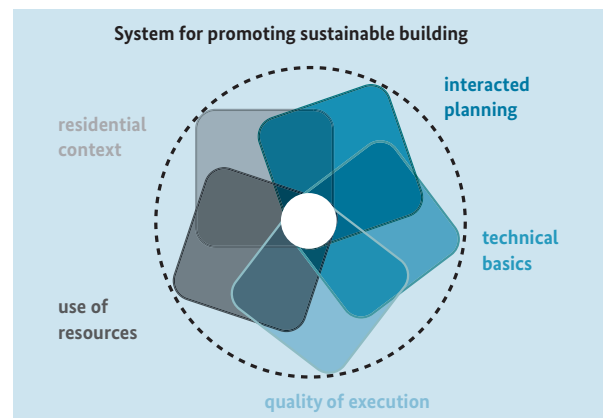 System for promoting sustainable building
interacted
planning
residential
context
technical
basics
use of
resources
quality of execution